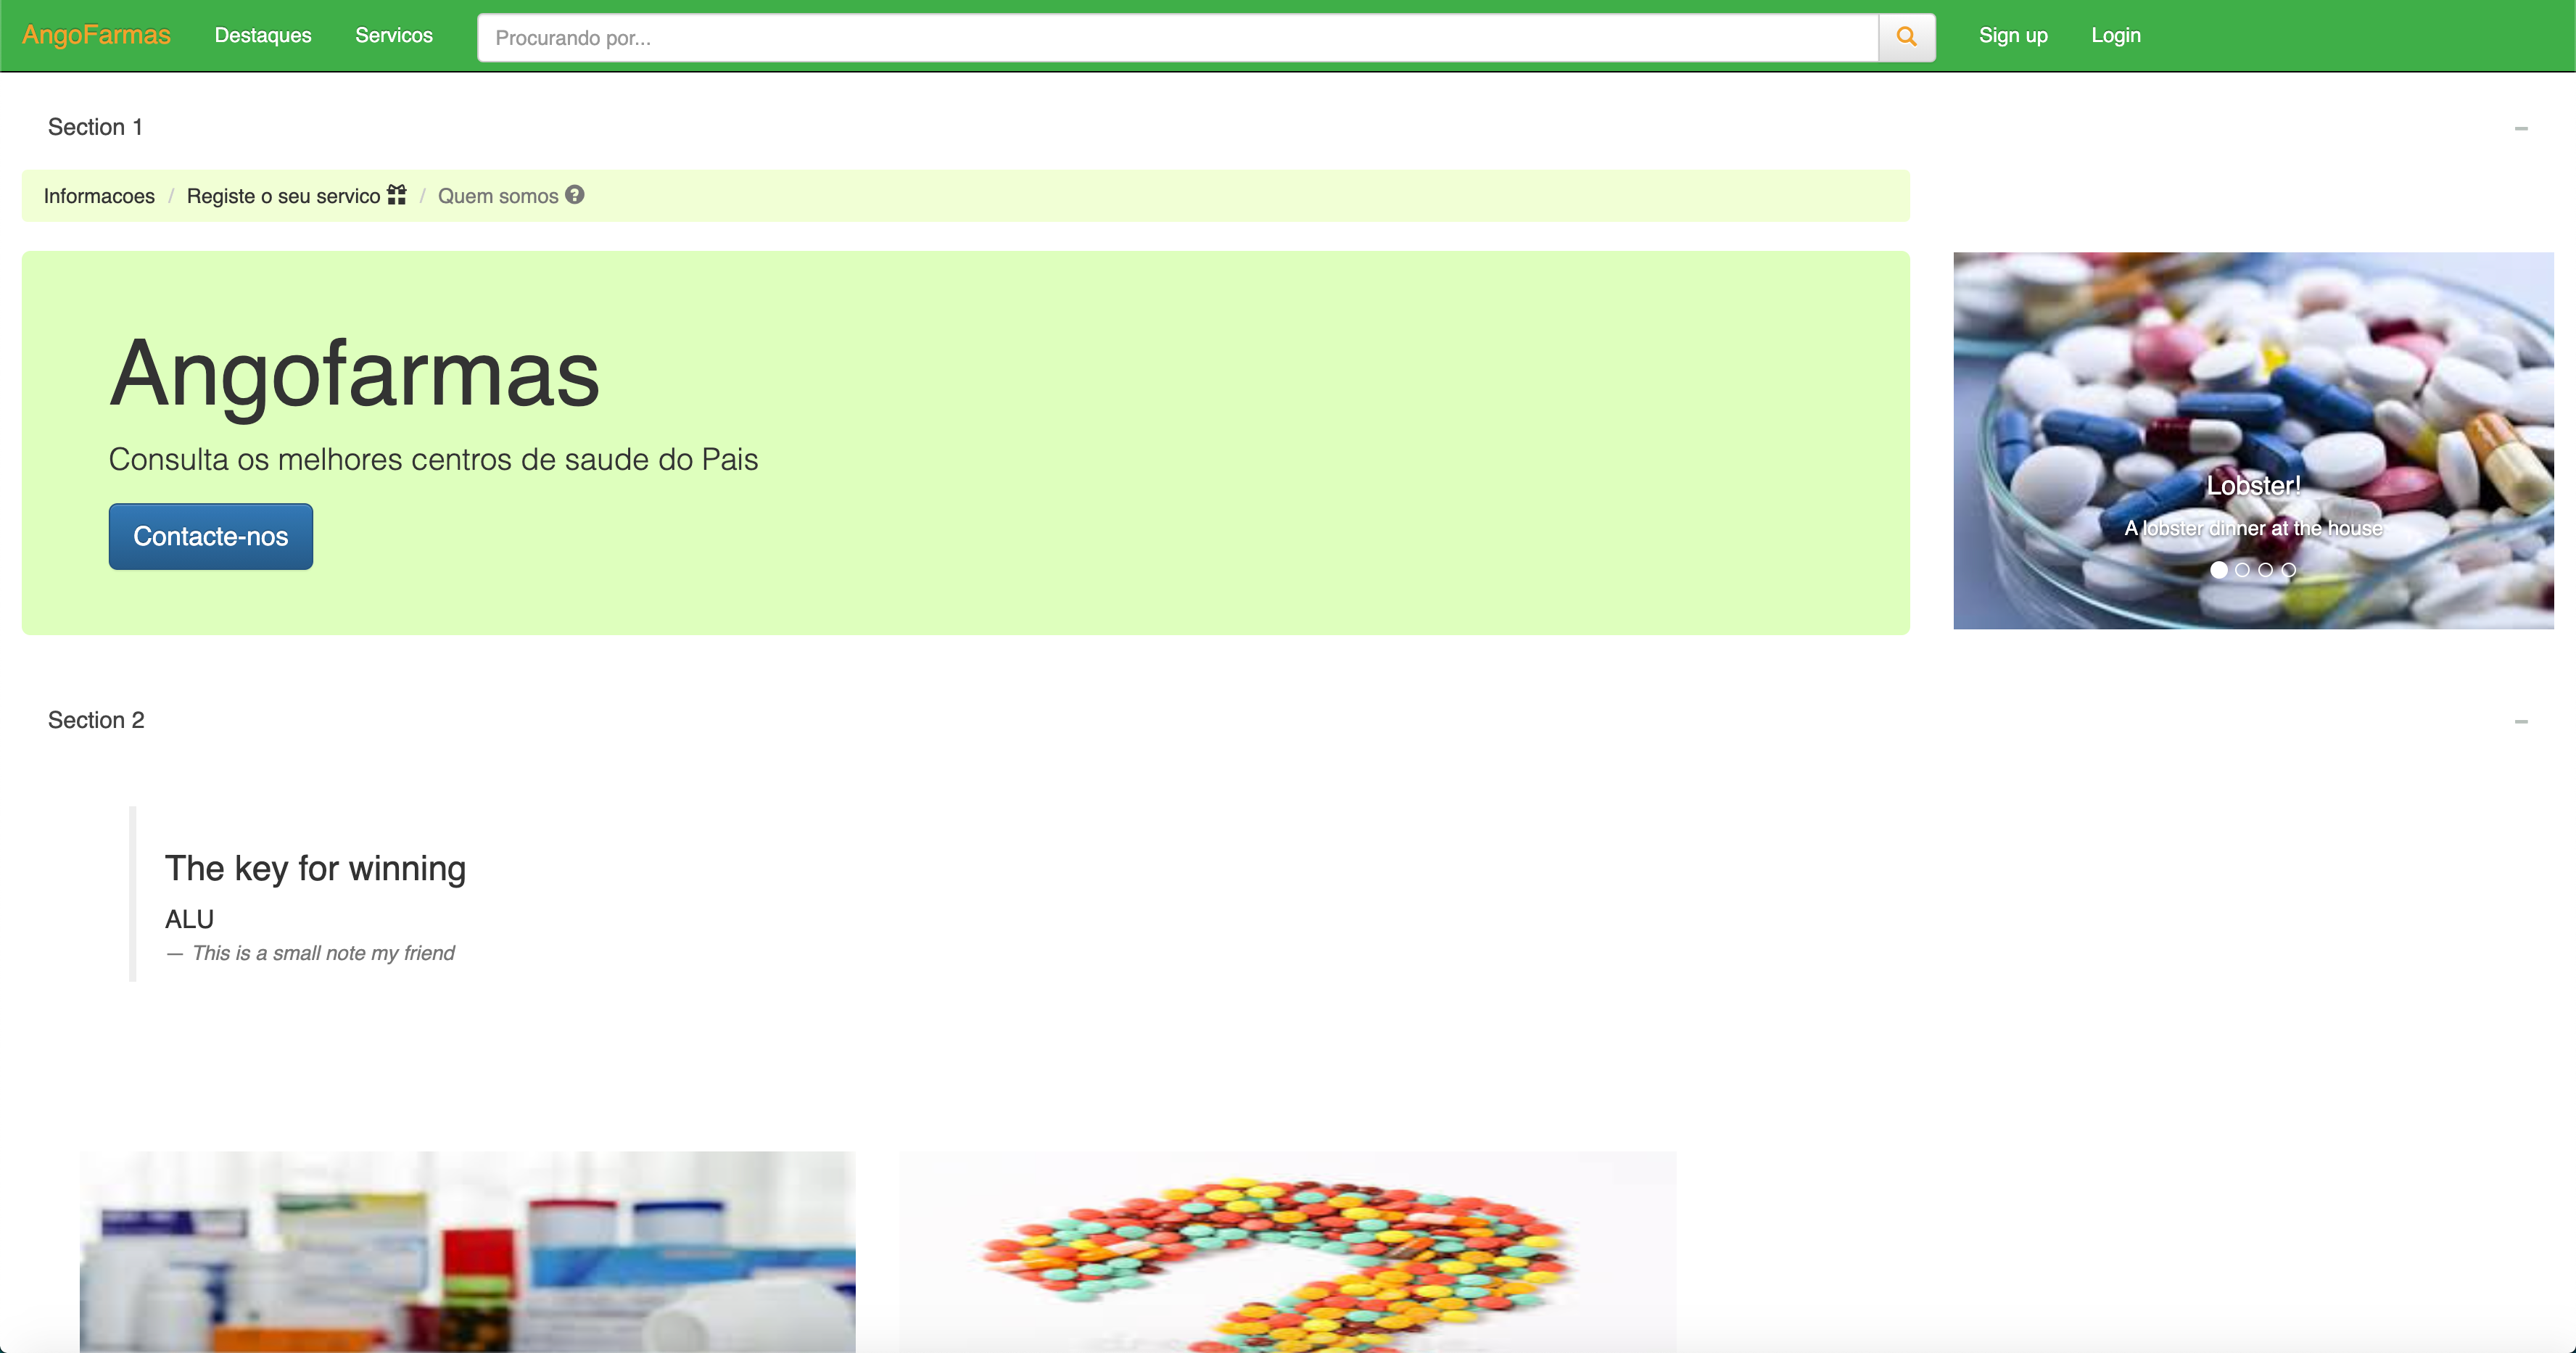 AngoFarmas Destaques Servicos Procurando por... Sign up Login
Section 1
Informacoes / Registe o seu servico / Quem somos
Angofarmas
Consulta os melhores centros de saude do Pais
Contacte-nos
Lobster!
A lobster dinner at the house
Section 2
The key for winning
ALU
— This is a small note my friend